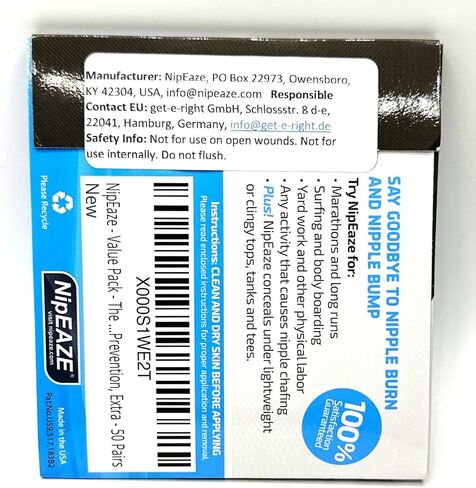 Manufacturer: NipEaze, PO Box 22973, Owensboro,
KY 42304, USA, info@nipeaze.com Responsible
Contact EU: get-e-right GmbH, Schlossstr. 8 d-e,
22041, Hamburg, Germany, info@get-e-right.de
Safety Info: Not for use on open wounds. Not for
use internally. Do not flush.
SAY GOODBYE TO NIPPLE BURN
AND NIPPLE BUMP
Try NipEaze for:
• Marathons and long runs
• Surfing and body boarding
• Yard work and other physical labor
• Any activity that causes nipple chafing
• Plus! NipEaze conceals under lightweight
or clingy tops, tanks and tees.
100%
Satisfaction
Guaranteed
Instructions: CLEAN AND DRY SKIN BEFORE APPLYING
Please read enclosed instructions for proper application and removal.
X000S1WE2T
NipEaze - Value Pack - The ...Prevention, Extra - 50 Pairs
New
Please Recycle
NipEAZE®
visit nipeaze.com
Made in the USA
Pat.No.US9,517,183B2